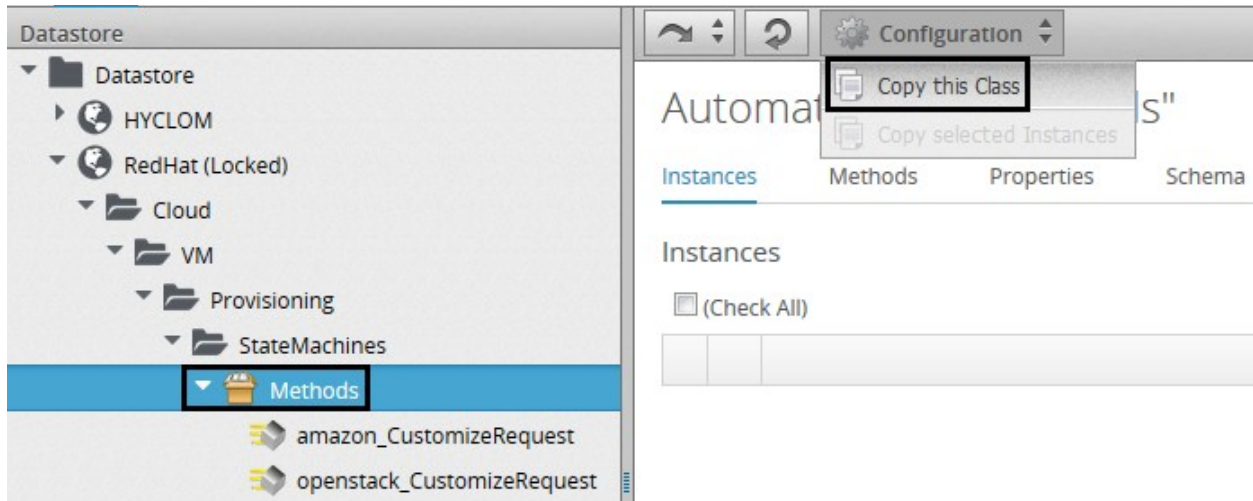 Datastore
Datastore
HYCLOM
RedHat (Locked)
Cloud
VM
Provisioning
StateMachines
Methods
amazon_CustomizeRequest
openstack_CustomizeRequest
Configuration
Copy this Class
Copy selected Instances
Automat s"
Instances Methods Properties Schema
Instances
(Check All)